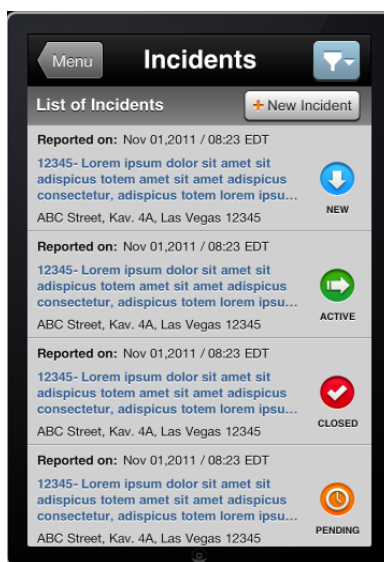 Menu
Incidents
List of Incidents
+ New Incident
Reported on: Nov 01,2011 / 08:23 EDT
12345- Lorem ipsum dolor sit amet sit
adispicus totem amet sit amet adispicus
consectetur, adispicus totem lorem ipsu...
NEW
ABC Street, Kav. 4A, Las Vegas 12345
Reported on: Nov 01,2011 / 08:23 EDT
12345- Lorem ipsum dolor sit amet sit
adispicus totem amet sit amet adispicus
consectetur, adispicus totem lorem ipsu...
ACTIVE
ABC Street, Kav. 4A, Las Vegas 12345
Reported on: Nov 01,2011 / 08:23 EDT
12345- Lorem ipsum dolor sit amet sit
adispicus totem amet sit amet adispicus
consectetur, adispicus totem lorem ipsu...
CLOSED
ABC Street, Kav. 4A, Las Vegas 12345
Reported on: Nov 01,2011 / 08:23 EDT
12345- Lorem ipsum dolor sit amet sit
adispicus totem amet sit amet adispicus
consectetur, adispicus totem lorem ipsu...
PENDING
ABC Street, Kav. 4A, Las Vegas 12345